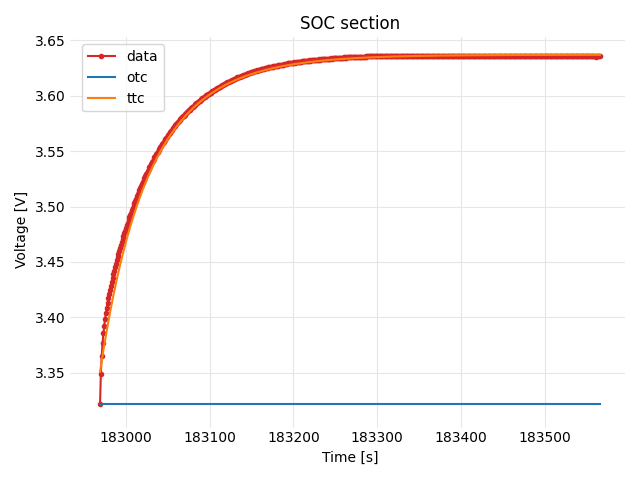 SOC section
3.65
3.60
3.55
3.50
3.45
3.40
3.35
Voltage [V]
data
otc
ttc
183000 183100 183200 183300 183400 183500
Time [s]